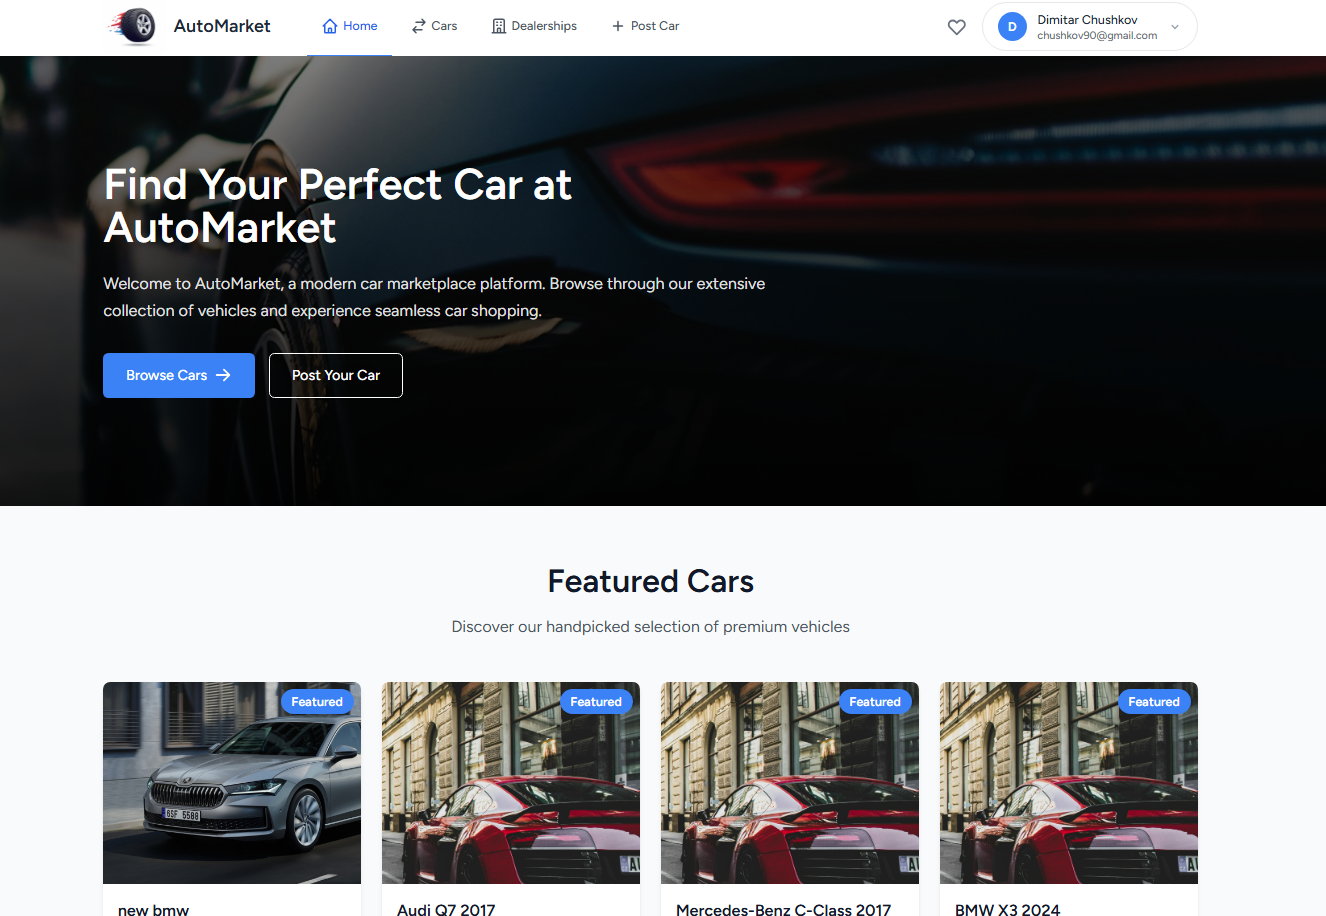 AutoMarket
Home
Cars
Dealerships
Post Car
D
Dimitar Chushkov
chushkov90@gmail.com
Find Your Perfect Car at
AutoMarket
Welcome to AutoMarket, a modern car marketplace platform. Browse through our extensive
collection of vehicles and experience seamless car shopping.
Browse Cars
Post Your Car
Featured Cars
Discover our handpicked selection of premium vehicles
Featured
Featured
Featured
Featured
6SF 5588
new bmw
Audi Q7 2017
Mercedes-Benz C-Class 2017
BMW X3 2024